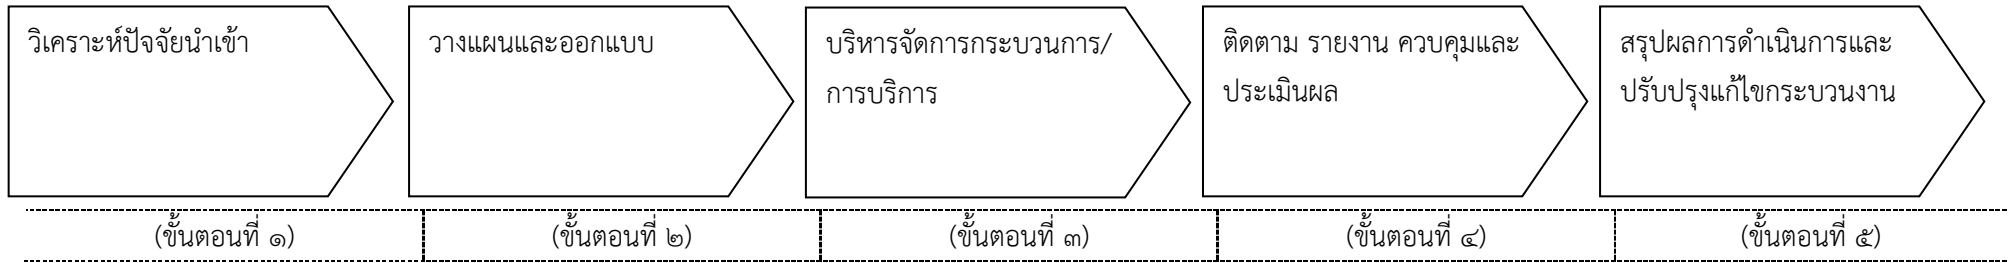 วิเคราะห์ปัจจัยนำเข้า
วางแผนและออกแบบ
บริหารจัดการกระบวนการ/
การบริการ
ติดตาม รายงาน ควบคุมและ
ประเมินผล
สรุปผลการดำเนินการและ
ปรับปรุงแก้ไขกระบวนงาน
(ขั้นตอนที่ ๑)
(ขั้นตอนที่ ๒)
(ขั้นตอนที่ ๓)
(ขั้นตอนที่ ๔)
(ขั้นตอนที่ ๕)